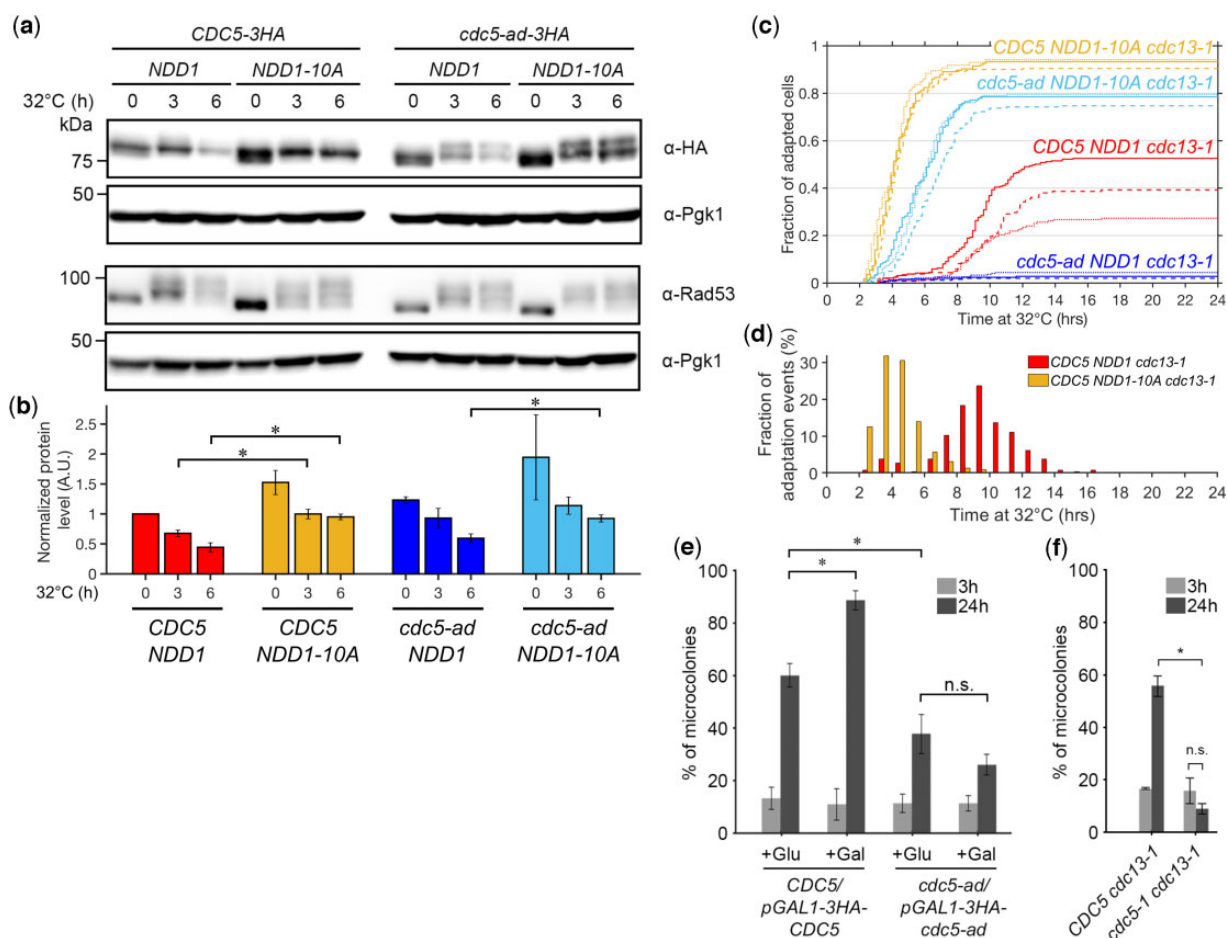 (a)
CDC5-3HA cdc5-ad-3HA
NDD1 NDD1-10A NDD1 NDD1-10A
32°C (h) 0 3 6 0 3 6 0 3 6 0 3 6
kDa
75
α-HA
50
α-Pgk1
100
α-Rad53
50
α-Pgk1
(b)
Normalized protein
level (A.U.)
2.5
2
1.5
1
0.5
0
* * *
32°C (h) 0 3 6 0 3 6 0 3 6 0 3 6
CDC5 CDC5 cdc5-ad cdc5-ad
NDD1 NDD1-10A NDD1 NDD1-10A
(c)
Fraction of adapted cells
1
0.8
0.6
0.4
0.2
0
CDC5 NDD1-10A cdc13-1
cdc5-ad NDD1-10A cdc13-1
CDC5 NDD1 cdc13-1
cdc5-ad NDD1 cdc13-1
0 2 4 6 8 10 12 14 16 18 20 22 24
Time at 32°C (hrs)
(d)
Fraction of
adaptation events (%)
30
20
10
0
CDC5 NDD1 cdc13-1
CDC5 NDD1-10A cdc13-1
0 2 4 6 8 10 12 14 16 18 20 22 24
Time at 32°C (hrs)
(e)
% of microcolonies
100
80
60
40
20
0
* *
n.s.
3h
24h
+Glu +Gal +Glu +Gal
CDC5/ cdc5-ad/
pGAL1-3HA- pGAL1-3HA-
CDC5 cdc5-ad
(f)
% of microcolonies
100
80
60
40
20
0
3h
24h
*
n.s.
CDC5 cdc13-1
cdc5-1 cdc13-1